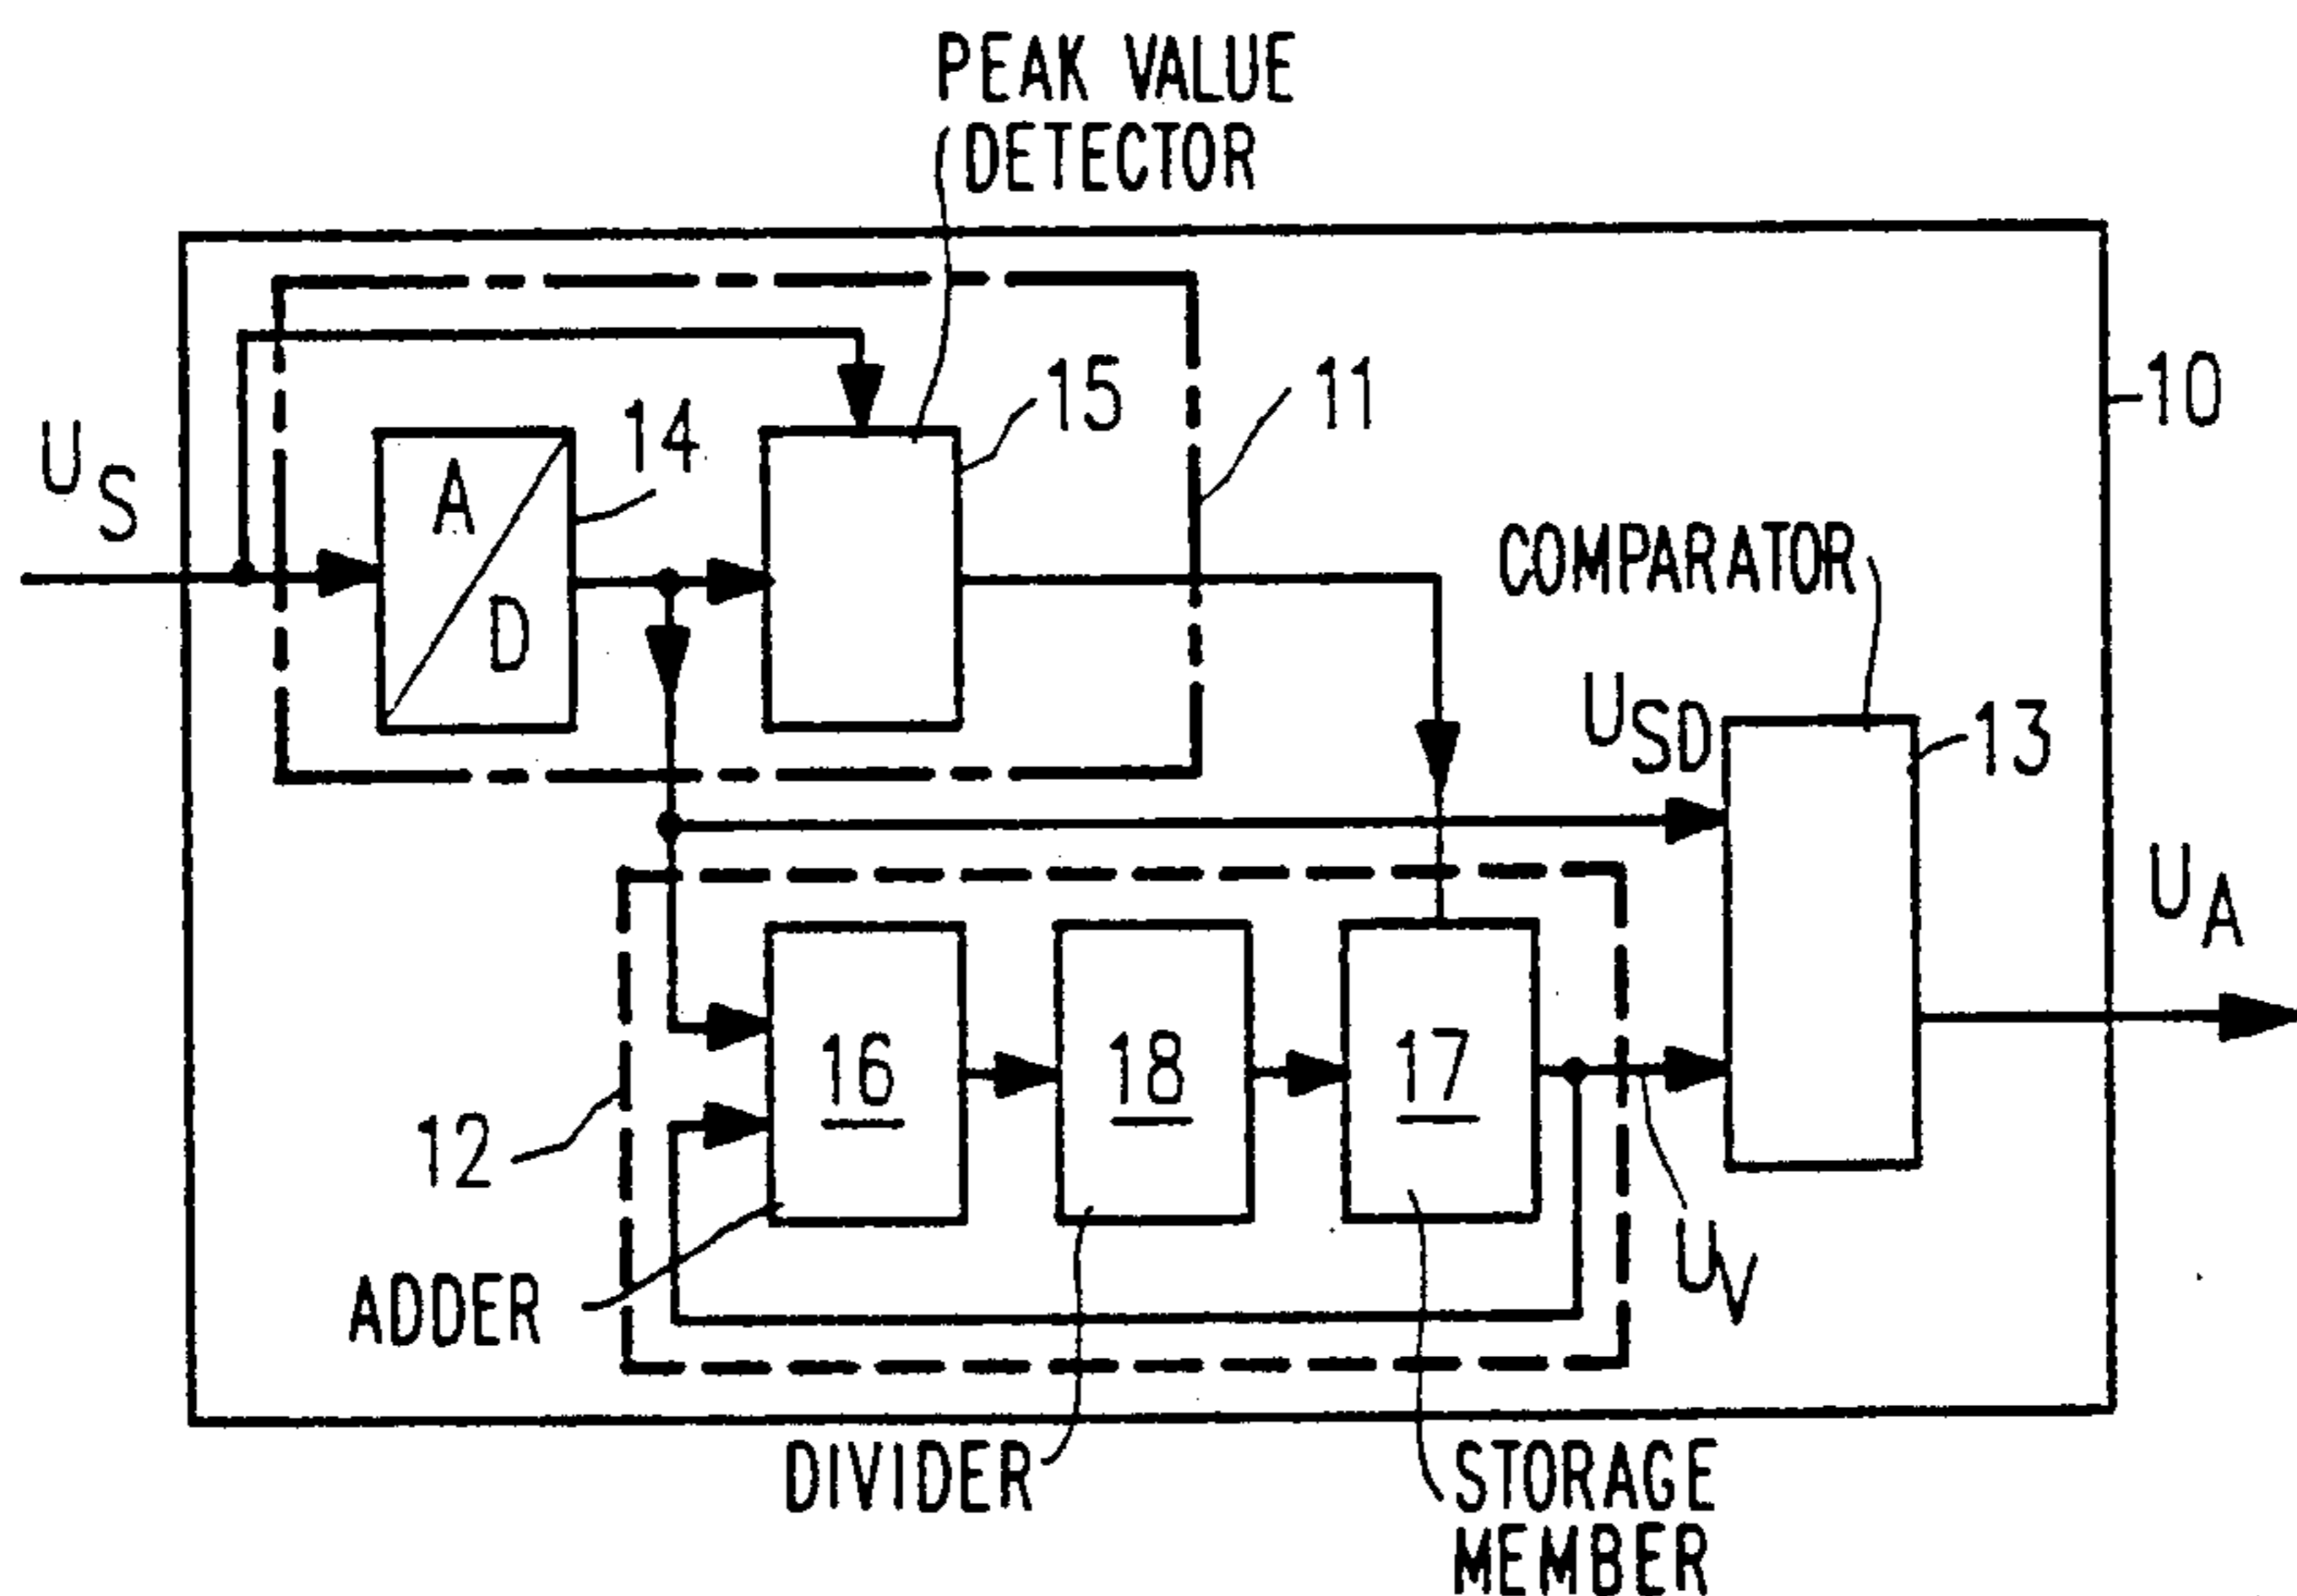 PEAK VALUE
DETECTOR
10
11
15
14
U_S
A
D
COMPARATOR
U_SD
13
U_A
16
18
17
12
U_V
ADDER
DIVIDER
STORAGE
MEMBER